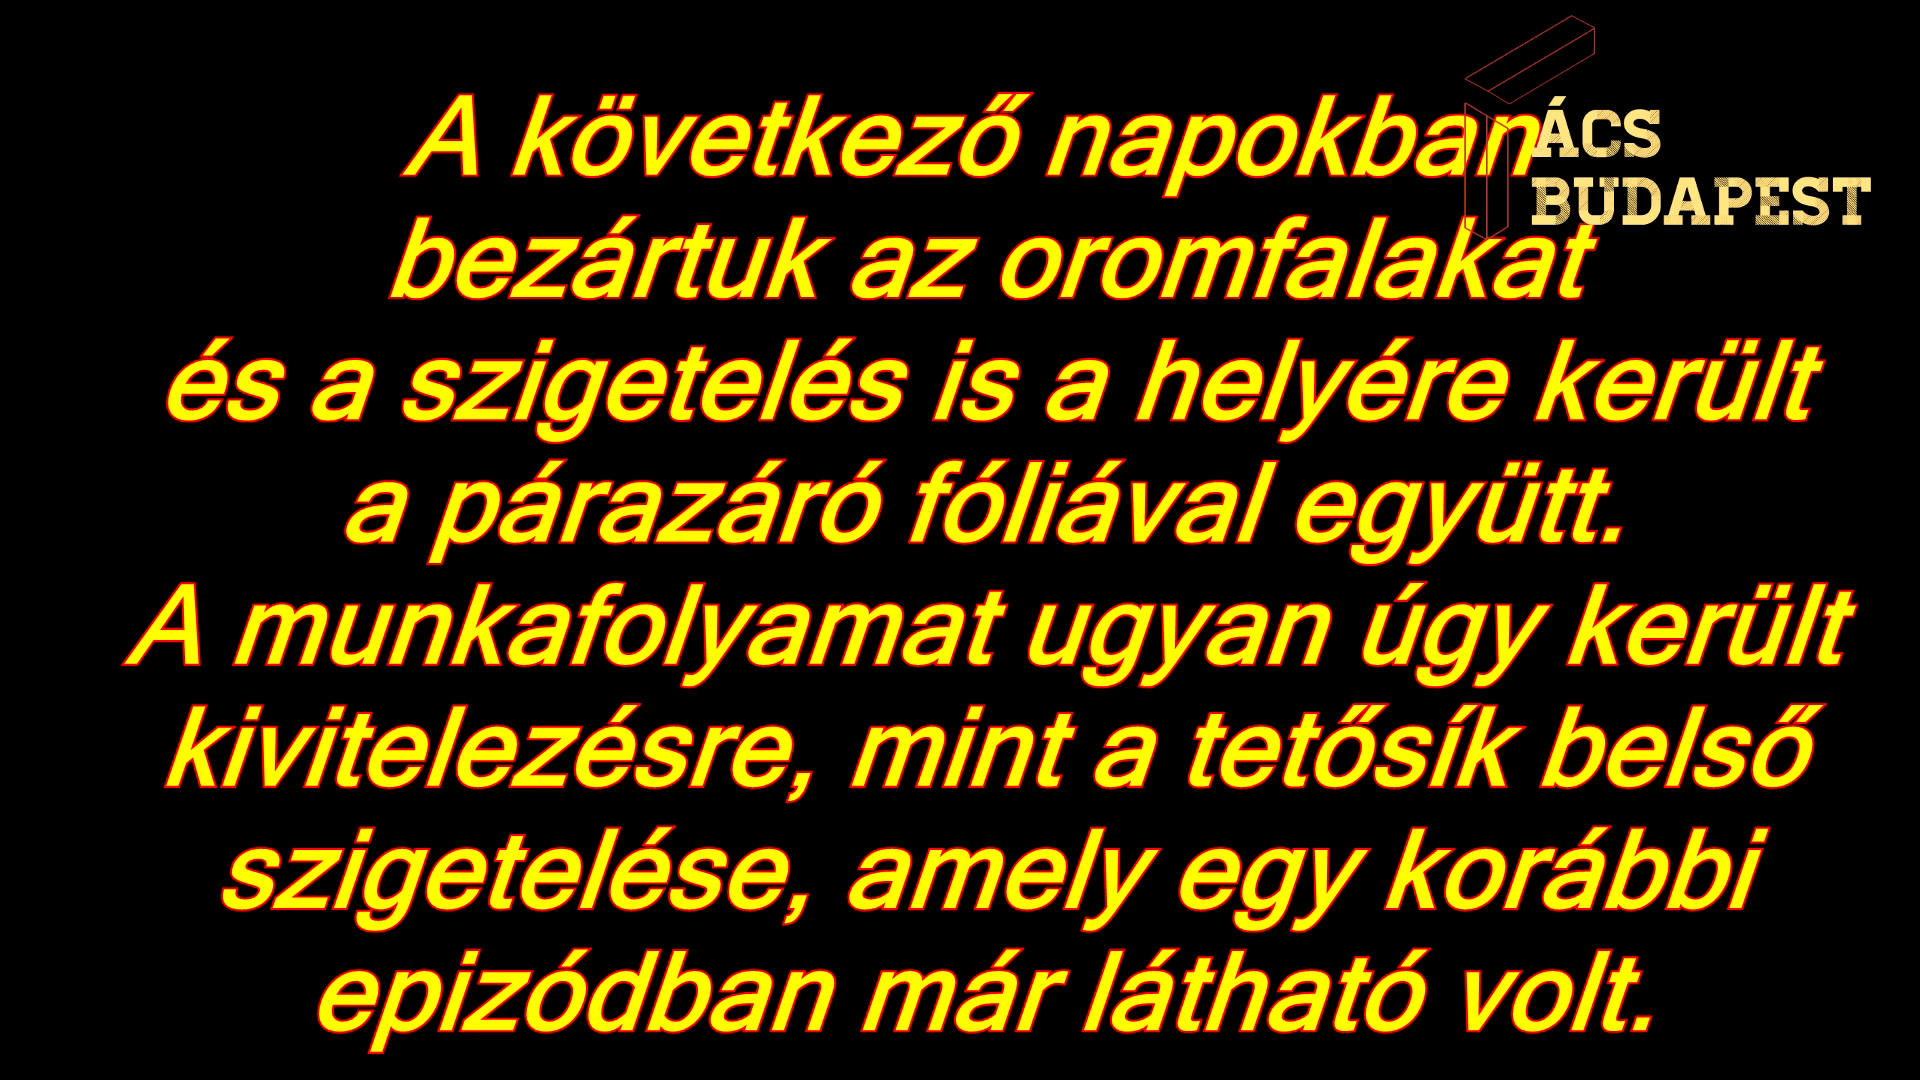 A következő napokban
bezártuk az oromfalakat
és a szigetelés is a helyére került
a párazáró fóliával együtt.
A munkafolyamat ugyan úgy került
kivitelezésre, mint a tetősík belső
szigetelése, amely egy korábbi
epizódban már látható volt.
ÁCS
BUDAPEST